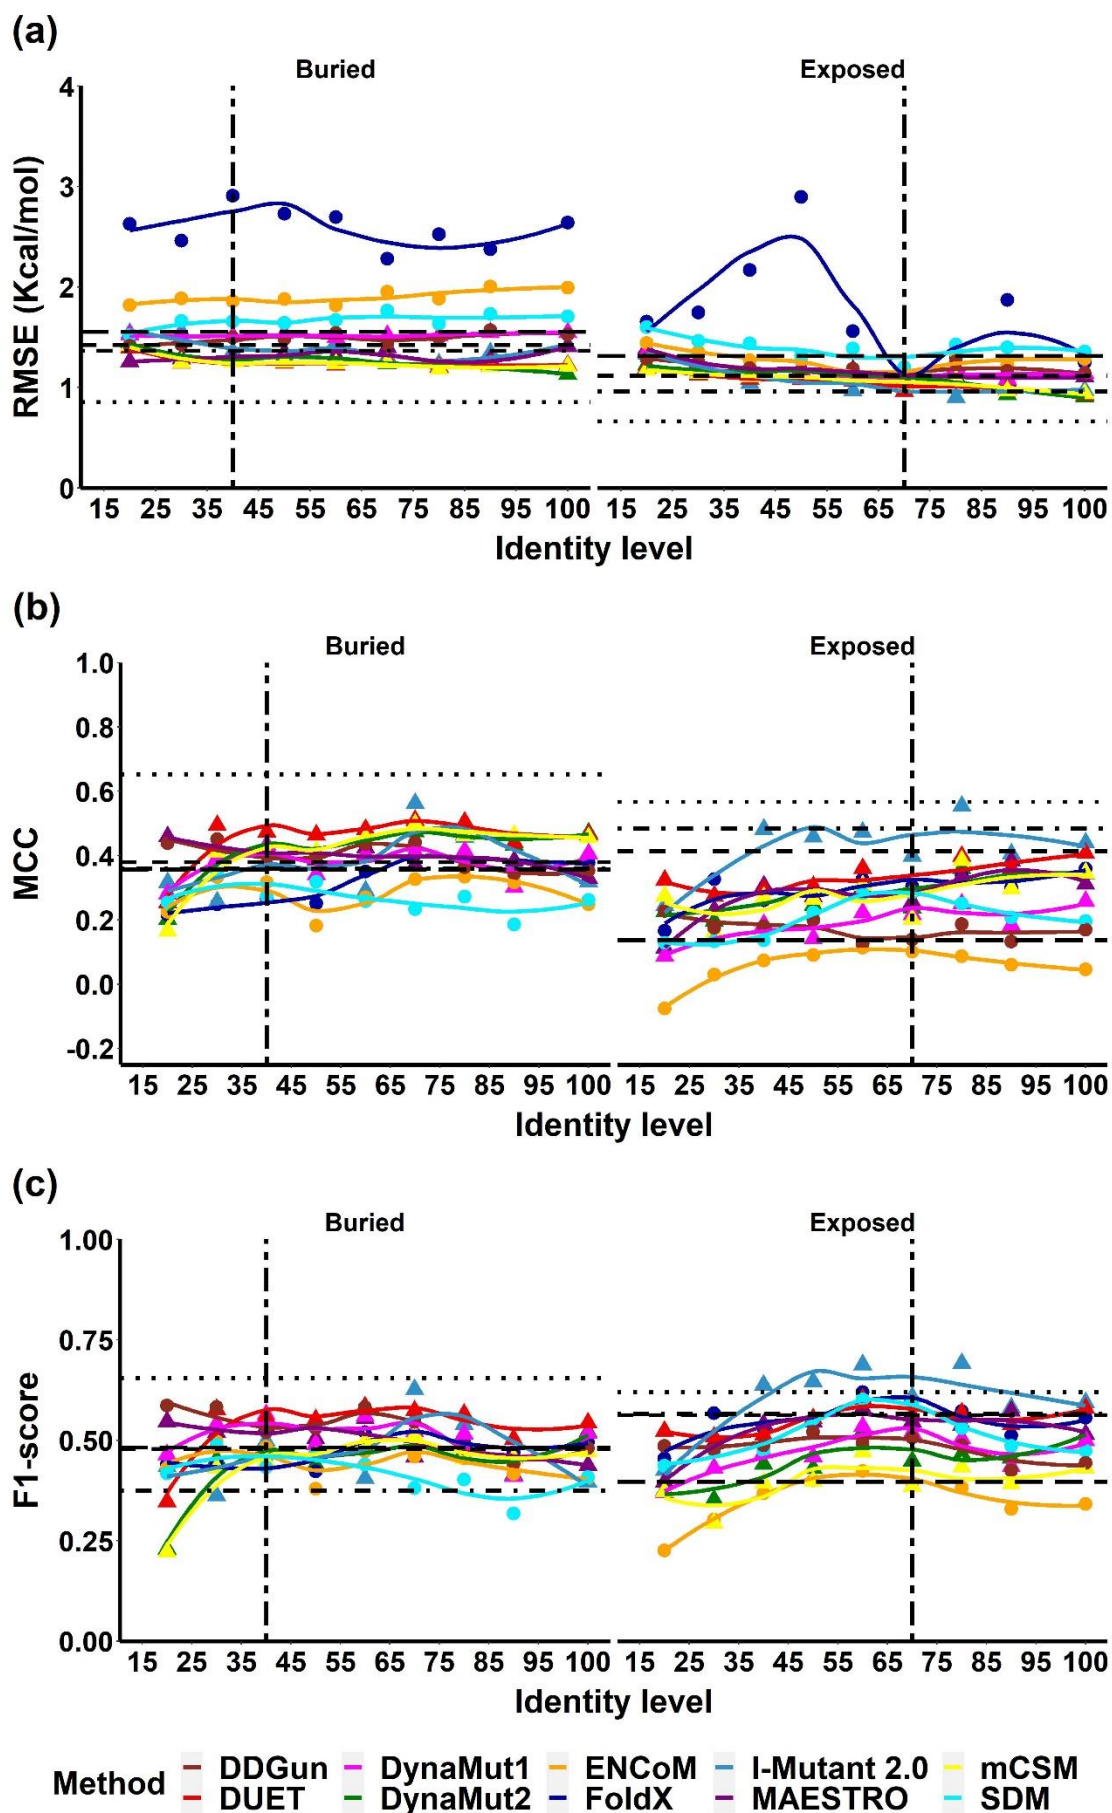 (a)
Buried Exposed
4
3
2
1
0
RMSE (Kcal/mol)
15 25 35 45 55 65 75 85 95 100 15 25 35 45 55 65 75 85 95 100
Identity level
(b)
Buried Exposed
1.0
0.8
0.6
0.4
0.2
0.0
-0.2
MCC
15 25 35 45 55 65 75 85 95 100 15 25 35 45 55 65 75 85 95 100
Identity level
(c)
Buried Exposed
1.00
0.75
0.50
0.25
0.00
F1-score
15 25 35 45 55 65 75 85 95 100 15 25 35 45 55 65 75 85 95 100
Identity level
Method
DDGun DynaMut1 ENCoM I-Mutant 2.0 mCSM
DUET DynaMut2 FoldX MAESTRO SDM